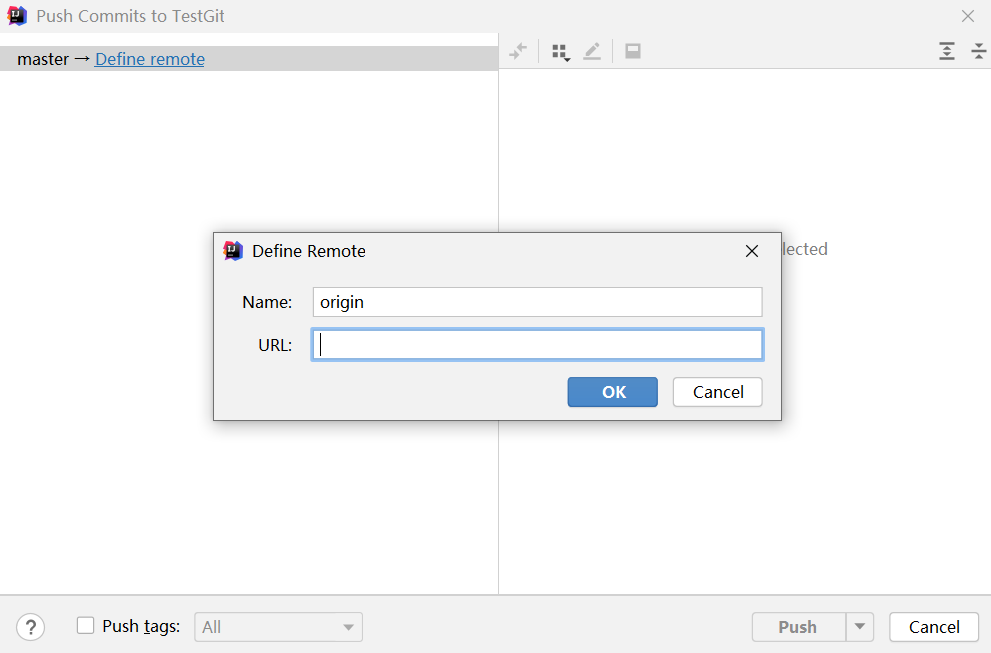 Push Commits to TestGit
master → Define remote
lected
Define Remote
Name: origin
URL:
OK Cancel
? Push tags: All Push Cancel